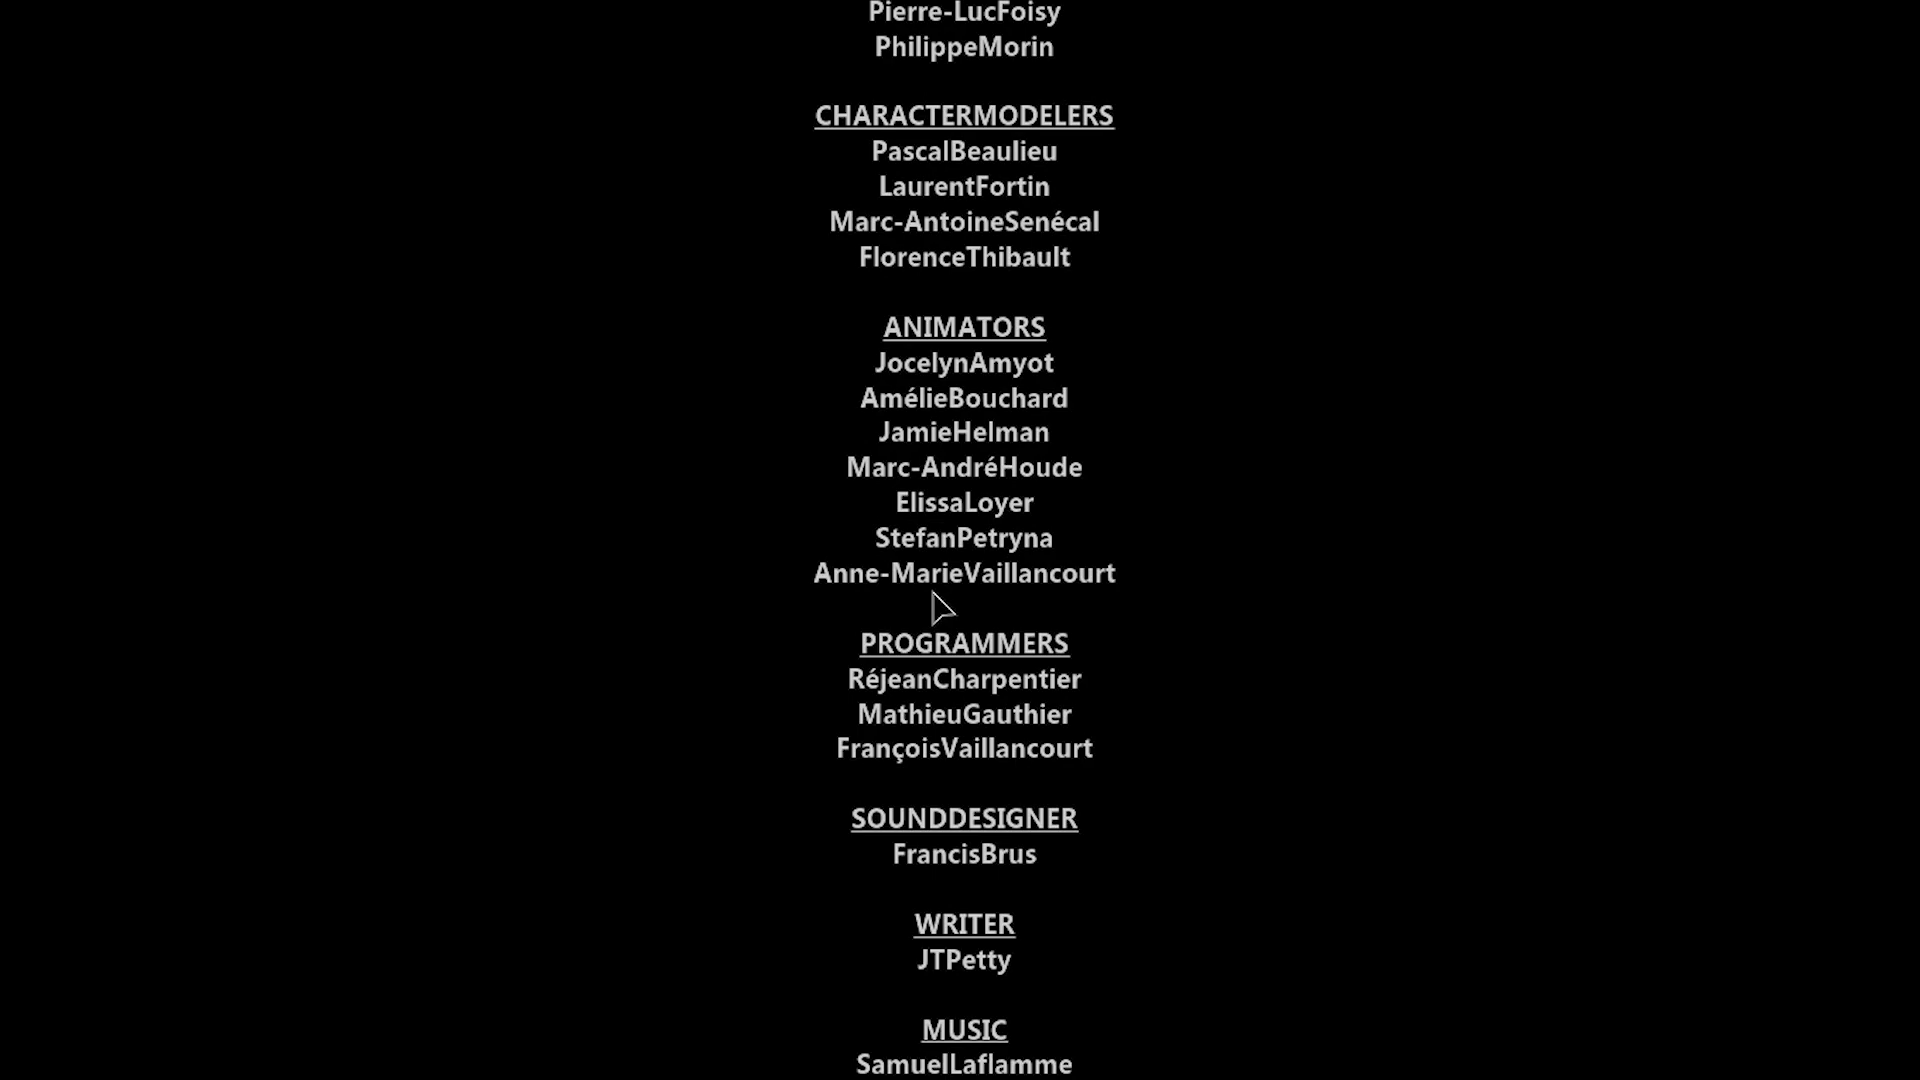 Pierre-LucFoisy
PhilippeMorin
CHARACTERMODELERS
PascalBeaulieu
LaurentFortin
Marc-AntoineSenécal
FlorenceThibault
ANIMATORS
JocelynAmyot
AmélieBouchard
JamieHelman
Marc-AndréHoude
ElissaLoyer
StefanPetryna
Anne-MarieVaillancourt
PROGRAMMERS
RéjeanCharpentier
MathieuGauthier
FrançoisVaillancourt
SOUNDDESIGNER
FrancisBrus
WRITER
JTPetty
MUSIC
SamuelLaflamme